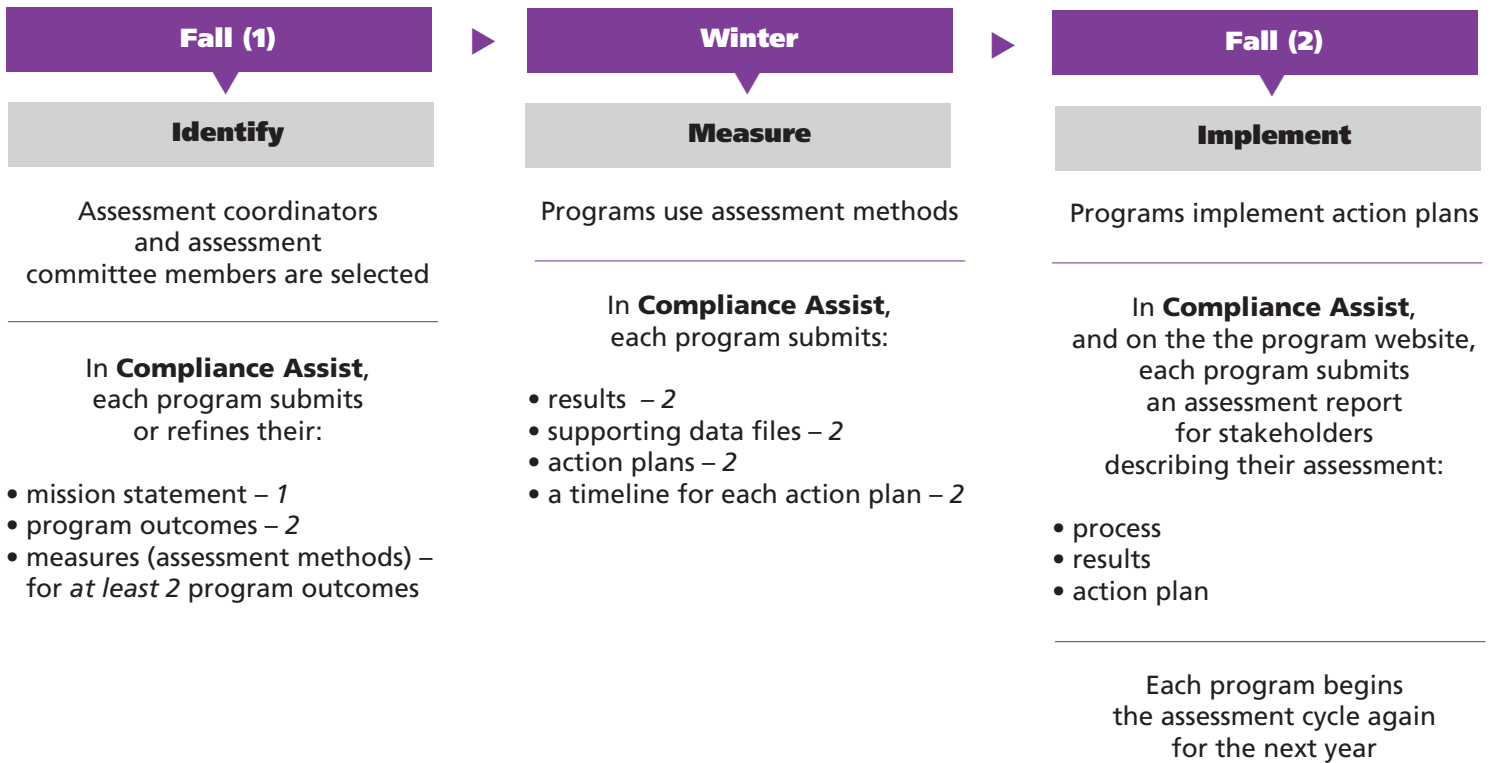 Fall (1)
Identify
Assessment coordinators
and assessment
committee members are selected
In Compliance Assist,
each program submits
or refines their:
• mission statement – 1
• program outcomes – 2
• measures (assessment methods) –
for at least 2 program outcomes
Winter
Measure
Programs use assessment methods
In Compliance Assist,
each program submits:
• results – 2
• supporting data files – 2
• action plans – 2
• a timeline for each action plan – 2
Fall (2)
Implement
Programs implement action plans
In Compliance Assist,
and on the the program website,
each program submits
an assessment report
for stakeholders
describing their assessment:
• process
• results
• action plan
Each program begins
the assessment cycle again
for the next year